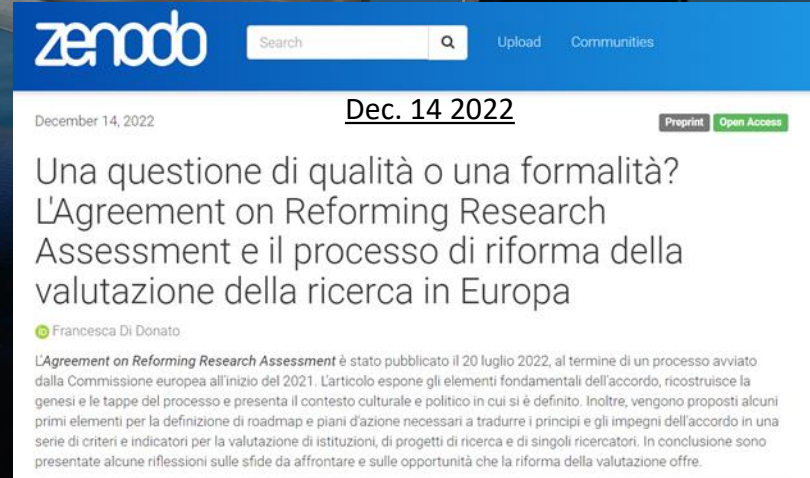 zenodo
Search
Upload
Communities
December 14, 2022
Dec. 14 2022
Preprint
Open Access
Una questione di qualità o una formalità?
L'Agreement on Reforming Research
Assessment e il processo di riforma della
valutazione della ricerca in Europa
iD Francesca Di Donato
L'Agreement on Reforming Research Assessment è stato pubblicato il 20 luglio 2022, al termine di un processo avviato
dalla Commissione europea all'inizio del 2021. L'articolo espone gli elementi fondamentali dell'accordo, ricostruisce la
genesi e le tappe del processo e presenta il contesto culturale e politico in cui si è definito. Inoltre, vengono proposti alcuni
primi elementi per la definizione di roadmap e piani d'azione necessari a tradurre i principi e gli impegni dell'accordo in una
serie di criteri e indicatori per la valutazione di istituzioni, di progetti di ricerca e di singoli ricercatori. In conclusione sono
presentate alcune riflessioni sulle sfide da affrontare e sulle opportunità che la riforma della valutazione offre.